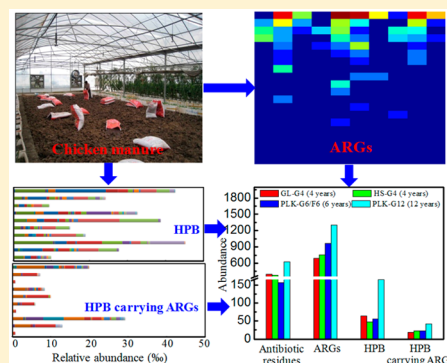 Chicken manure
ARGs
HPB
HPB carrying ARGs
0 10 20 30 40 50
Relative abundance (‰)
GL-G4 (4 years) HS-G4 (4 years)
PLK-G6/F6 (6 years) PLK-G12 (12 years)
Abundance
1800
1500
1200
900
600
150
100
50
0
Antibiotic residues
ARGs
HPB
HPB carrying ARG